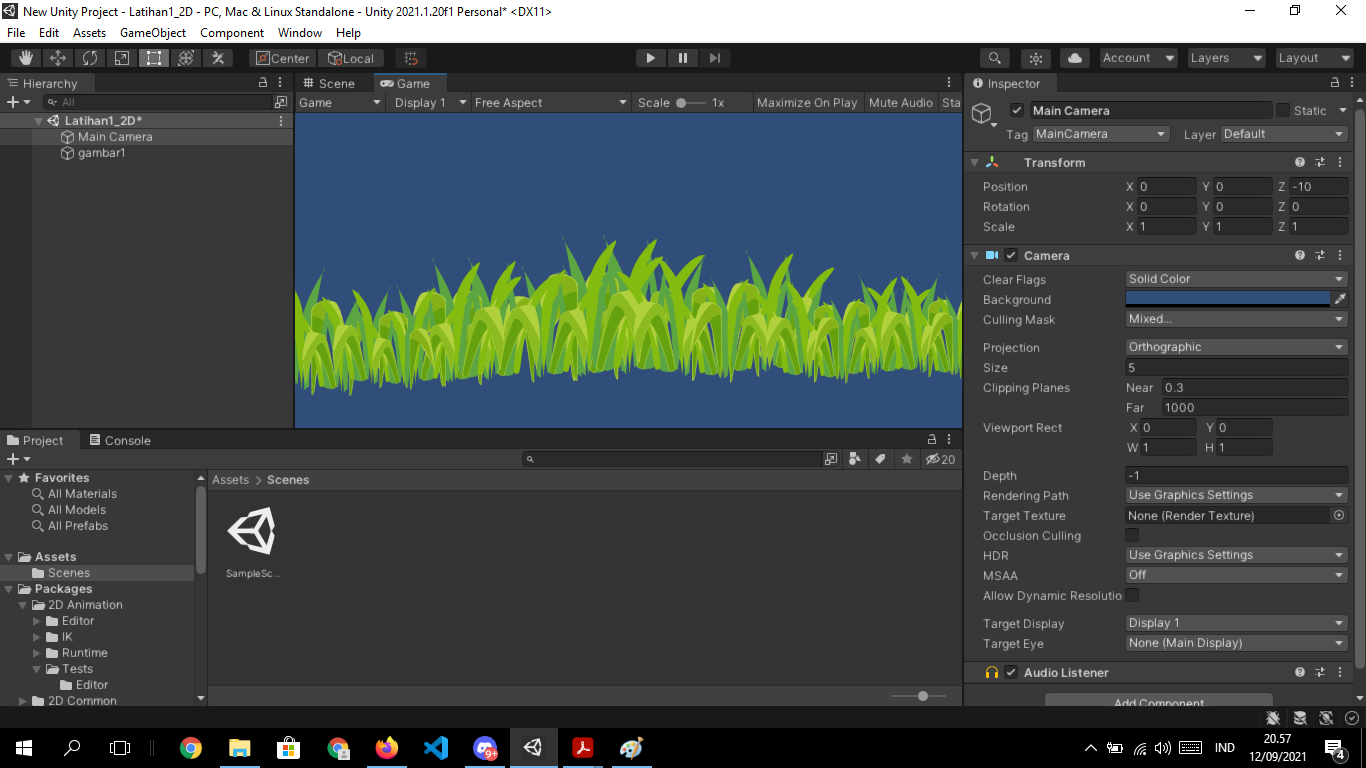 New Unity Project - Latihan1_2D - PC, Mac & Linux Standalone - Unity 2021.1.20f1 Personal* <DX11>
File Edit Assets GameObject Component Window Help
Center Local Account Layers Layout
Hierarchy
All
Latihan1_2D*
Main Camera
gambar1
Scene Game
Game Display 1 Free Aspect Scale 1x Maximize On Play Mute Audio Sta
Inspector
Main Camera Static
Tag MainCamera Layer Default
Transform
Position X 0 Y 0 Z -10
Rotation X 0 Y 0 Z 0
Scale X 1 Y 1 Z 1
Camera
Clear Flags Solid Color
Background
Culling Mask Mixed...
Projection Orthographic
Size 5
Clipping Planes Near 0.3
Far 1000
Viewport Rect X 0 Y 0
W 1 H 1
Depth -1
Rendering Path Use Graphics Settings
Target Texture None (Render Texture)
Occlusion Culling
HDR Use Graphics Settings
MSAA Off
Allow Dynamic Resolutio
Target Display Display 1
Target Eye None (Main Display)
Audio Listener
Add Component
Project Console
20
Favorites
All Materials
All Models
All Prefabs
Assets
Scenes
Packages
2D Animation
Editor
IK
Runtime
Tests
Editor
2D Common
Assets > Scenes
SampleSc...
9+
IND
20.57
12/09/2021
4